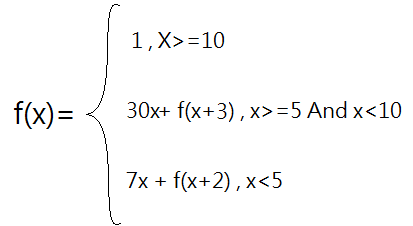 1 , X>=10
f(x)= 30x+ f(x+3) , x>=5 And x<10
7x + f(x+2) , x<5